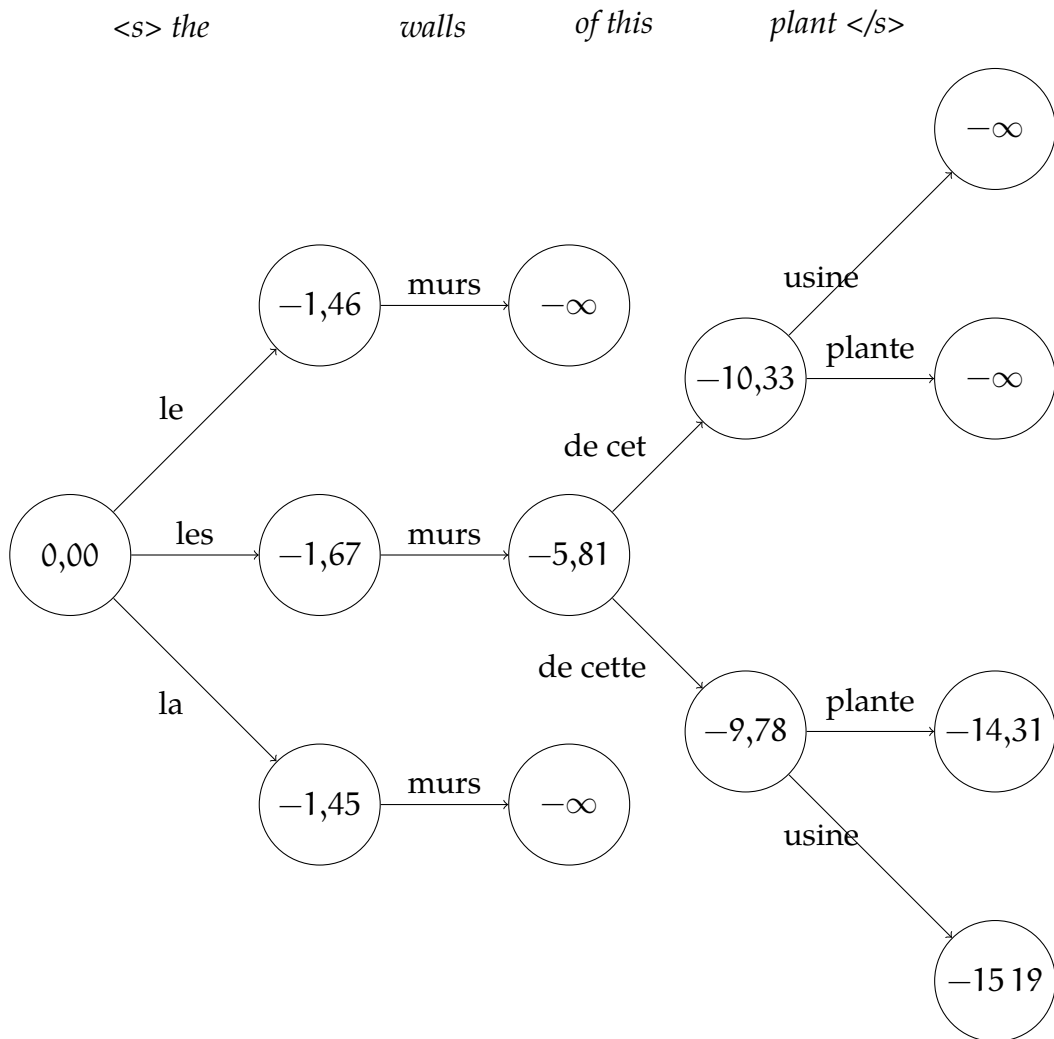 <s> the walls of this plant </s>
−∞
usine
−1,46 murs −∞ −10,33 plante −∞
le
de cet
0,00 les −1,67 murs −5,81
de cette
la −9,78 plante −14,31
−1,45 murs −∞
usine
−15 19